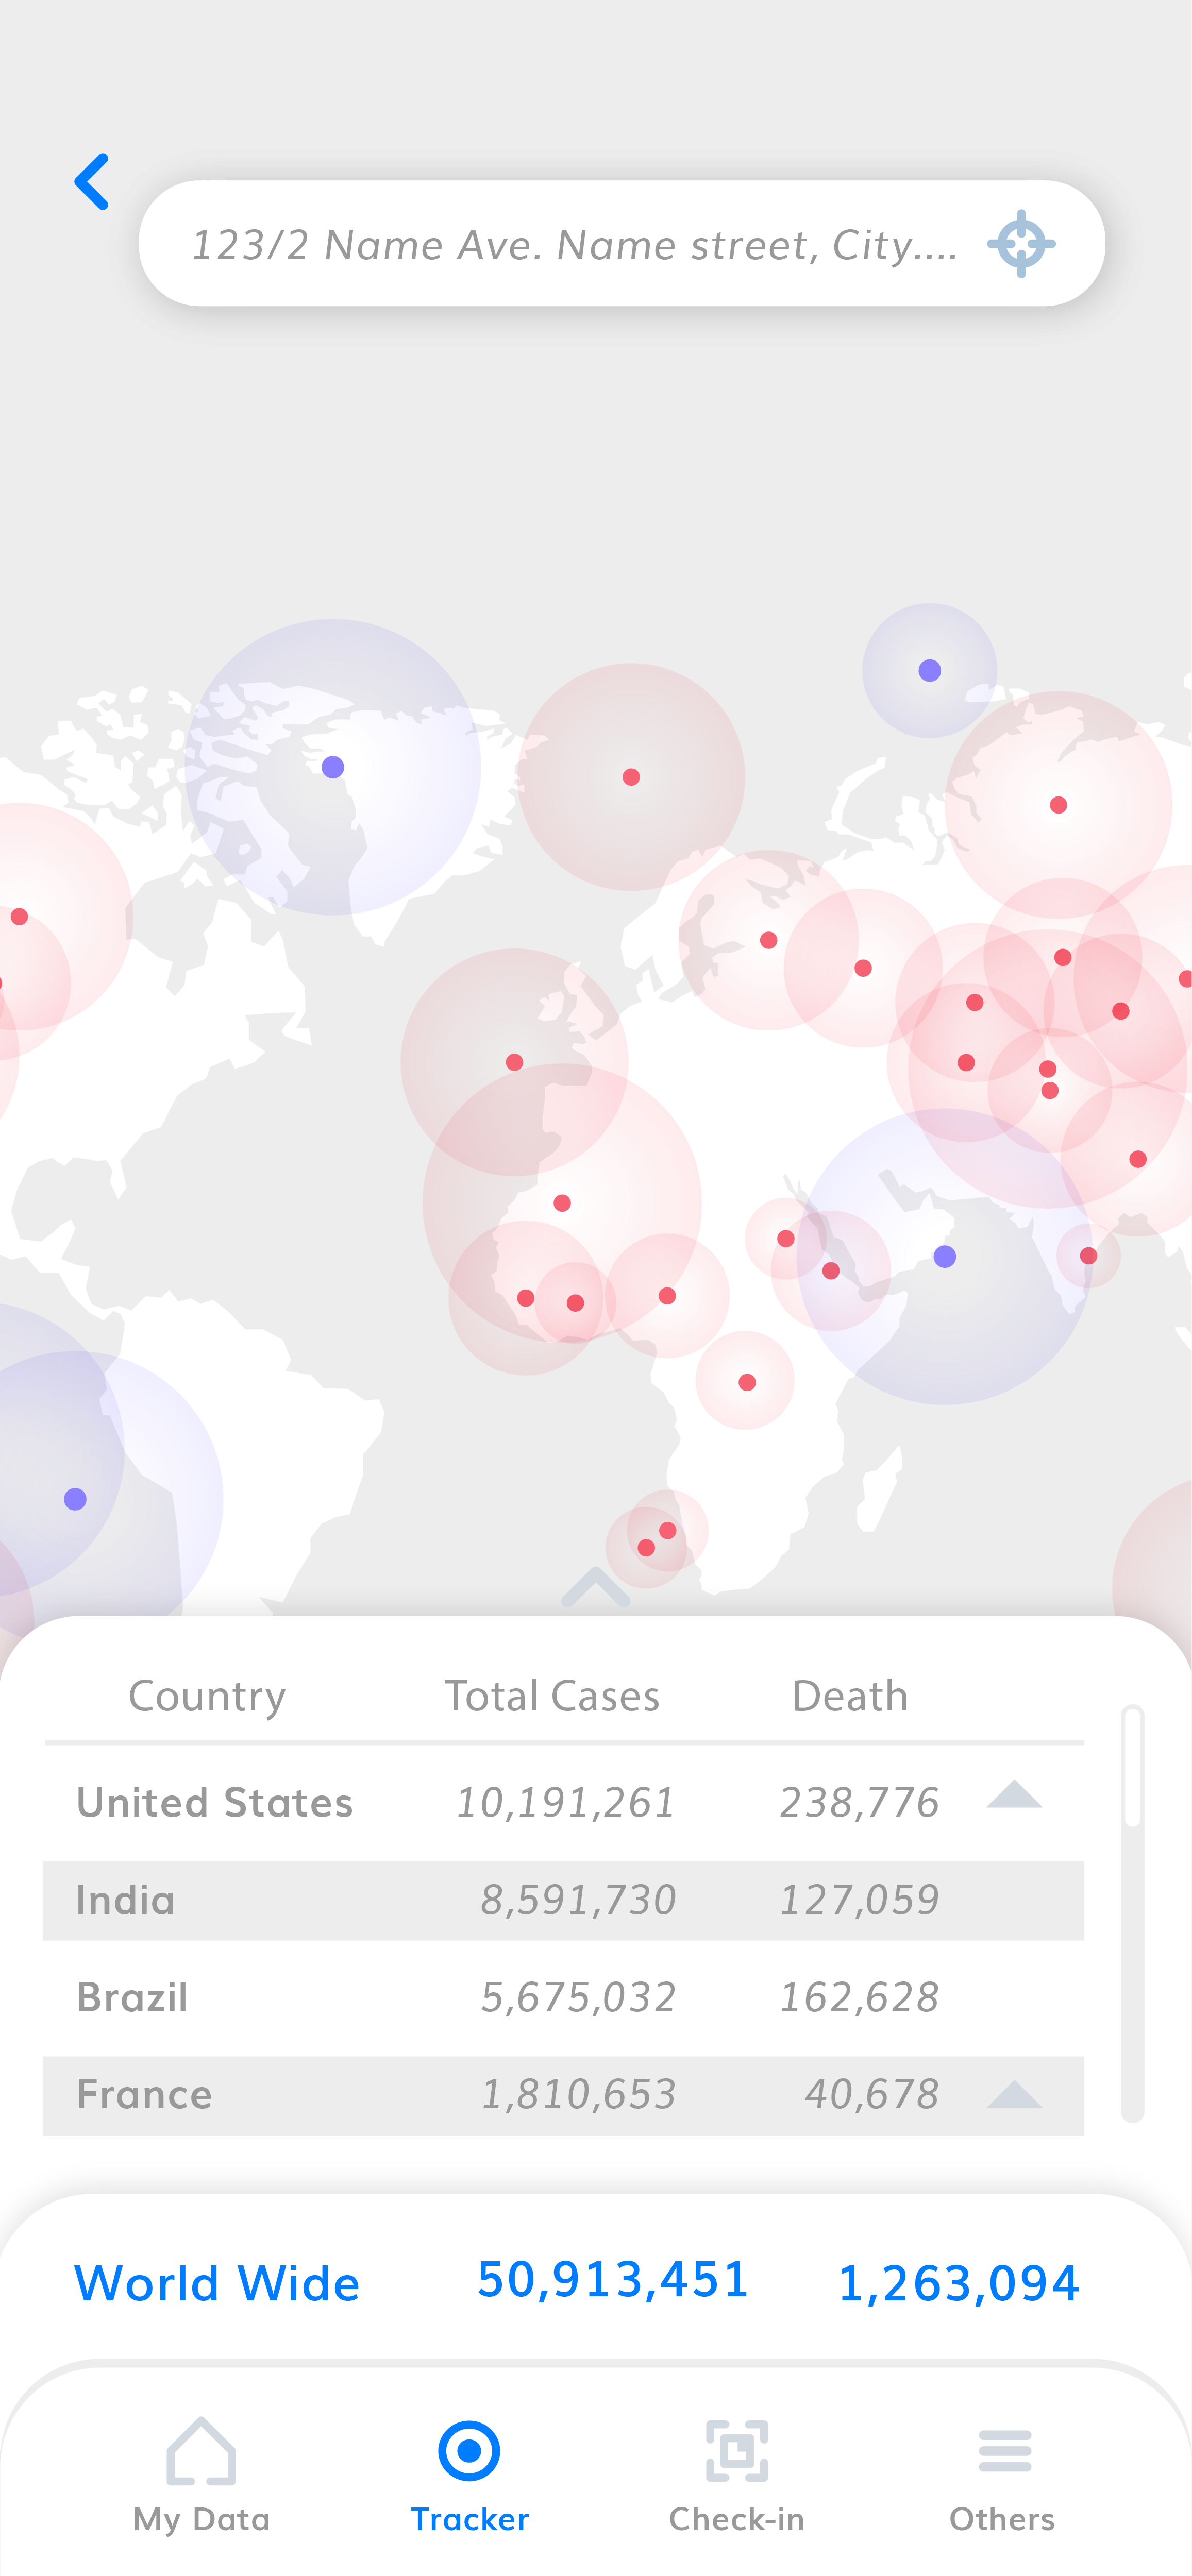 123/2 Name Ave. Name street, City....
Country Total Cases Death
United States 10,191,261 238,776
India 8,591,730 127,059
Brazil 5,675,032 162,628
France 1,810,653 40,678
World Wide 50,913,451 1,263,094
My Data Tracker Check-in Others